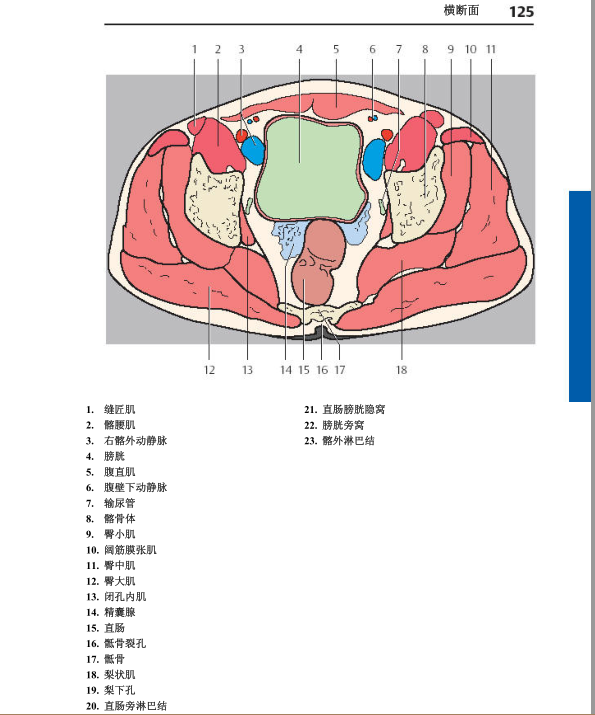 横断面 125
1 2 3 4 5 6 7 8 9 10 11
12 13 14 15 16 17 18
1. 缝匠肌
2. 髂腰肌
3. 右髂外动静脉
4. 膀胱
5. 腹直肌
6. 腹壁下动静脉
7. 输尿管
8. 髂骨体
9. 臀小肌
10. 阔筋膜张肌
11. 臀中肌
12. 臀大肌
13. 闭孔内肌
14. 精囊腺
15. 直肠
16. 骶骨裂孔
17. 骶骨
18. 梨状肌
19. 梨下孔
20. 直肠旁淋巴结
21. 直肠膀胱隐窝
22. 膀胱旁窝
23. 髂外淋巴结